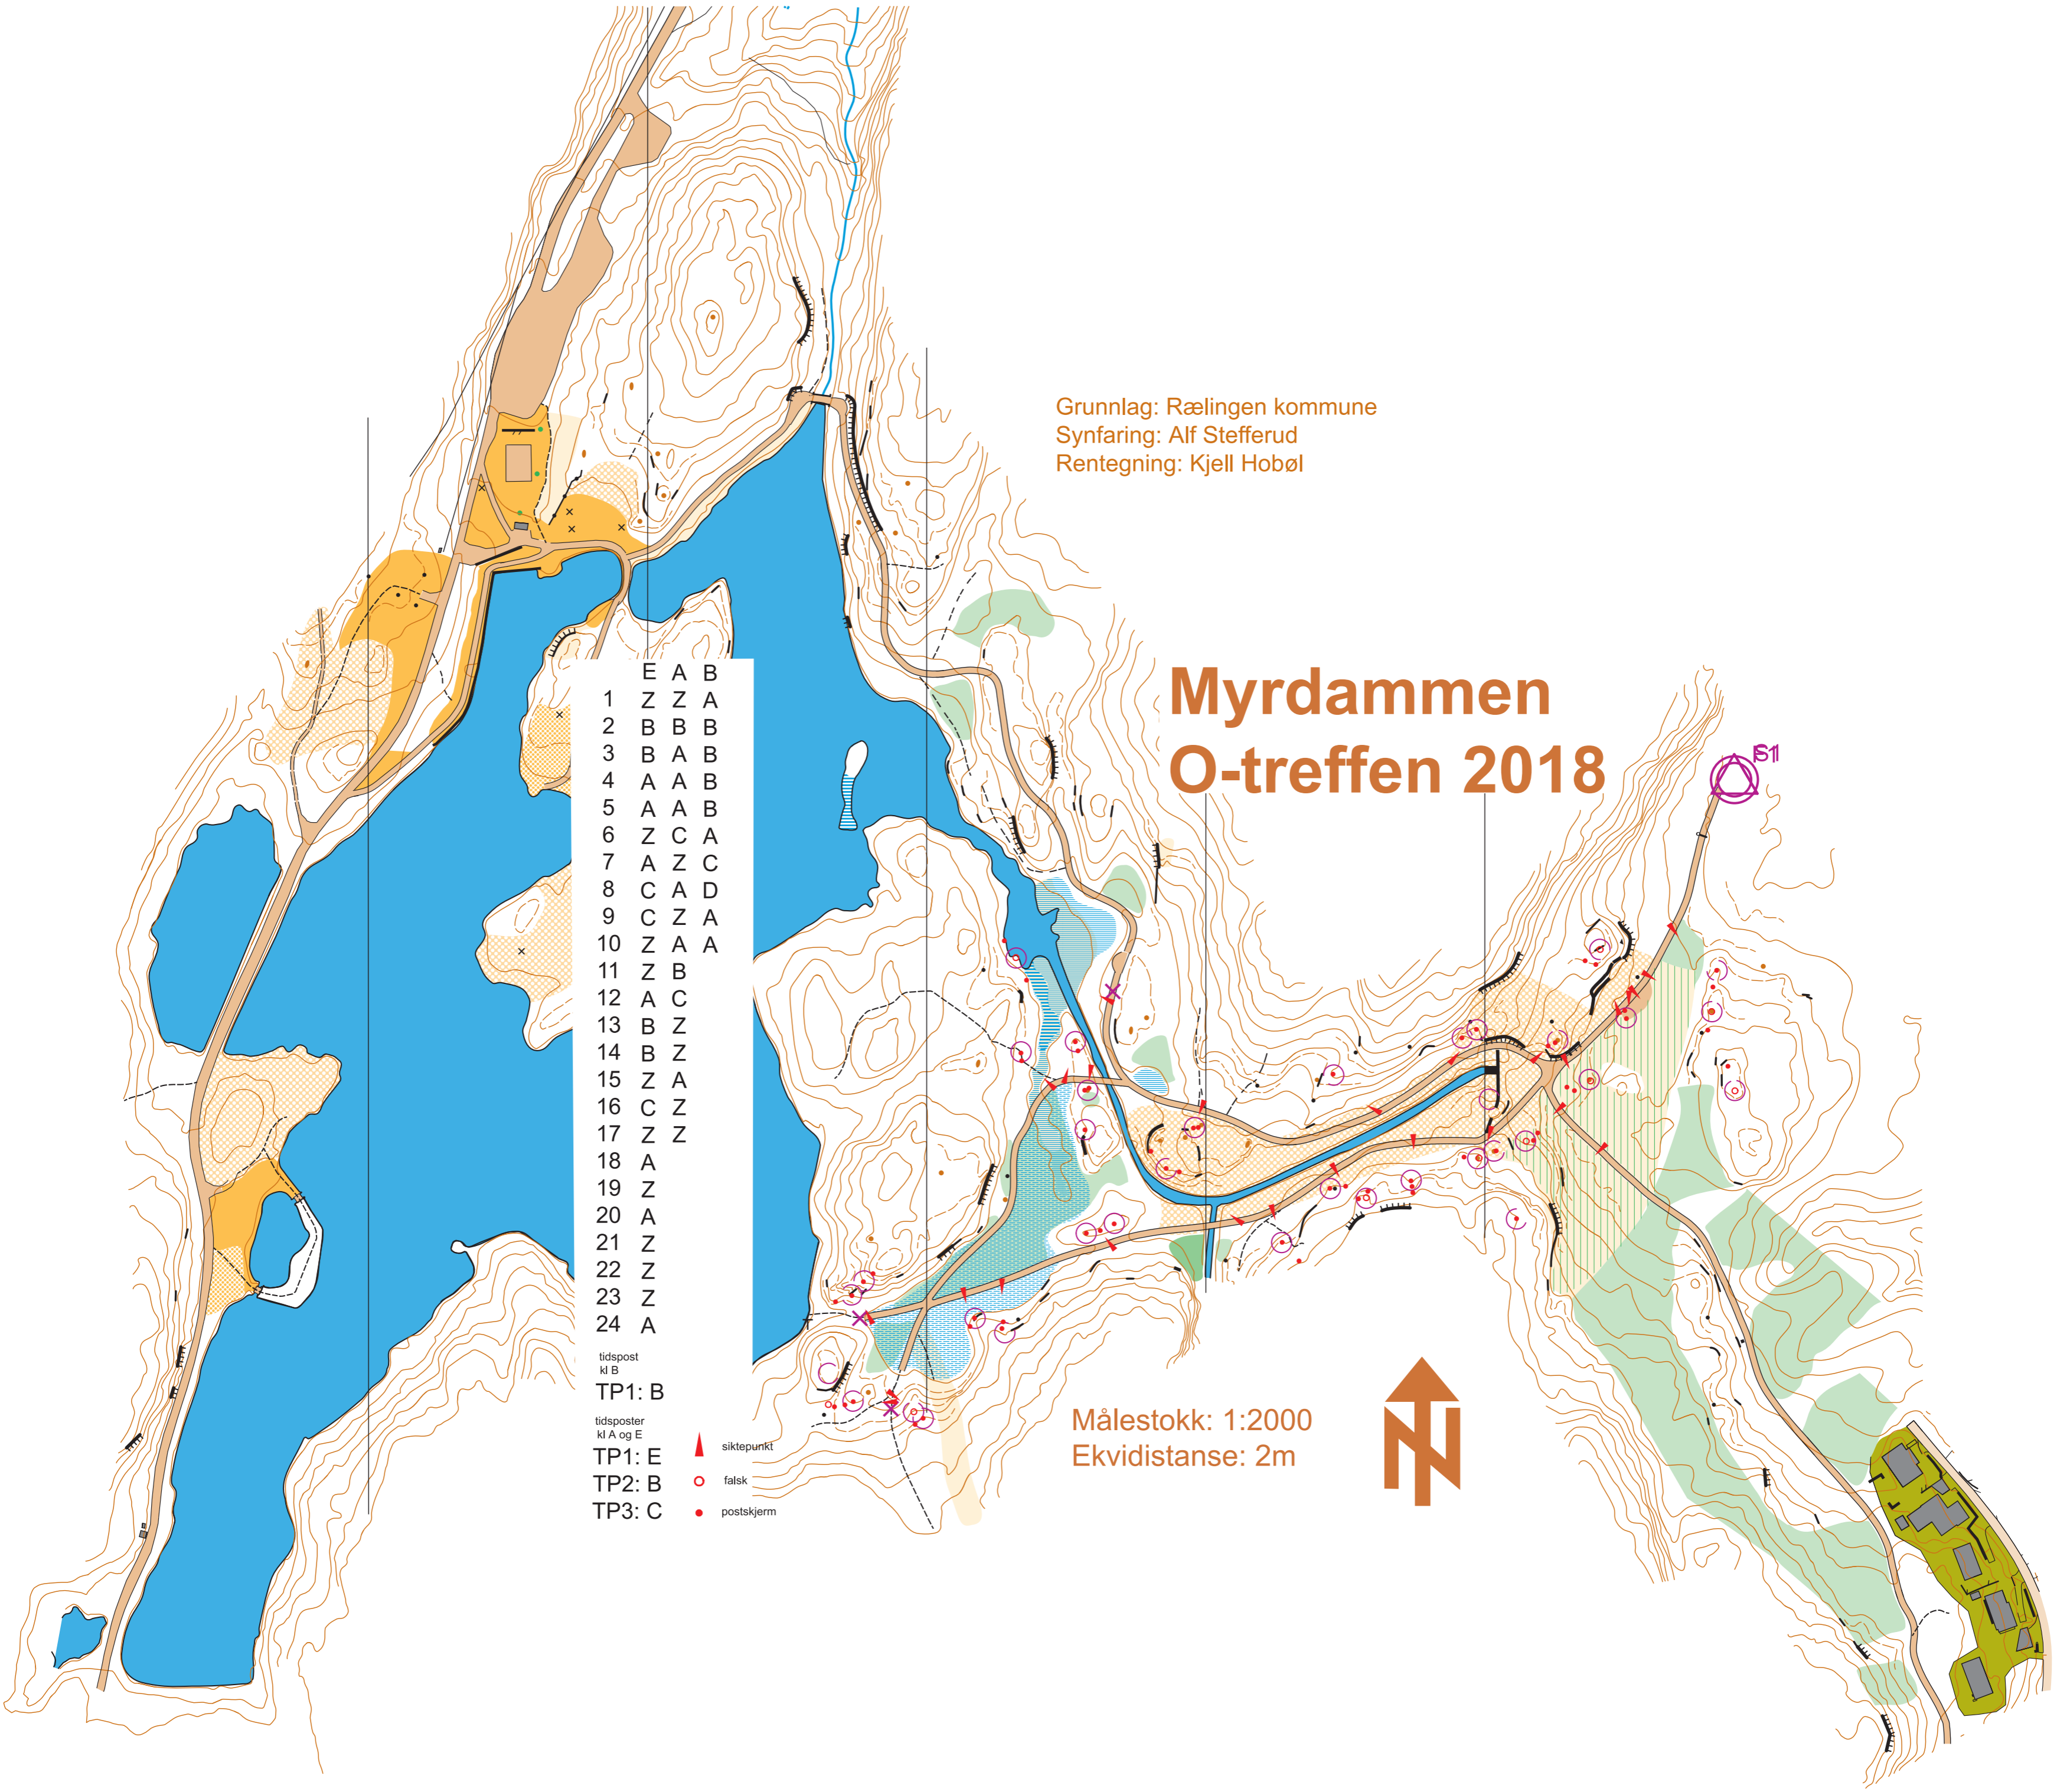 Grunnlag: Rælingen kommune
Synfaring: Alf Stefferud
Rentegning: Kjell Hobøl
Myrdammen
O-treffen 2018
E A B
1 Z Z A
2 B B B
3 B A B
4 A A B
5 A A B
6 Z C A
7 A Z C
8 C A D
9 C Z A
10 Z A A
11 Z B
12 A C
13 B Z
14 B Z
15 Z A
16 C Z
17 Z Z
18 A
19 Z
20 A
21 Z
22 Z
23 Z
24 A
tidspost
kl B
TP1: B
tidsposter
kl A og E
TP1: E
TP2: B
TP3: C
siktepunkt
falsk
postskjerm
Målestokk: 1:2000
Ekvidistanse: 2m
N